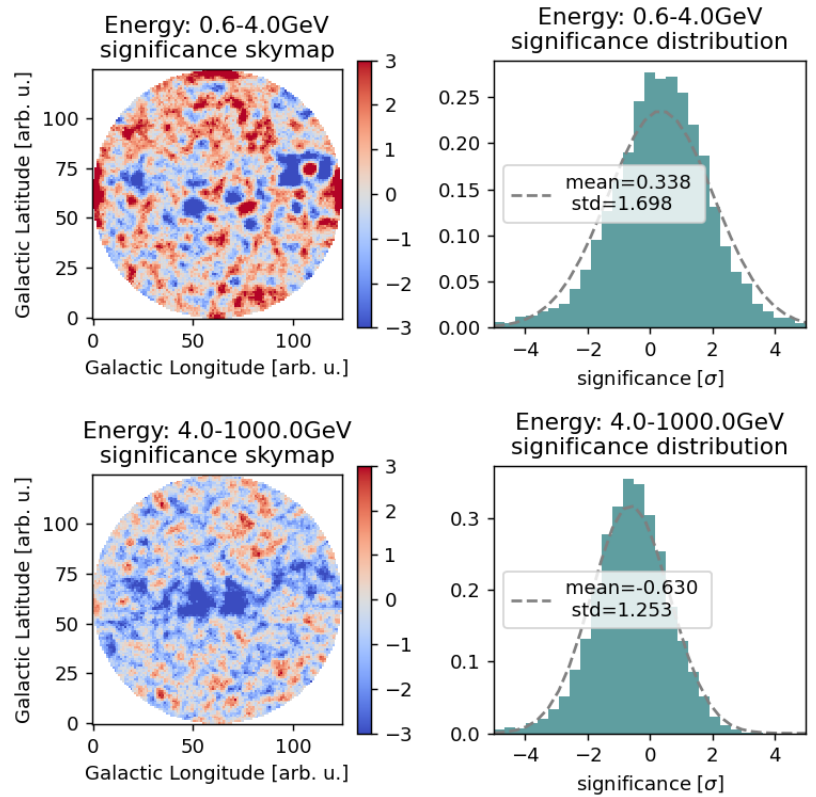 Energy: 0.6-4.0GeV
significance skymap
Galactic Latitude [arb. u.]
100
75
50
25
0
0
50
100
Galactic Longitude [arb. u.]
3
2
1
0
−1
−2
−3
Energy: 0.6-4.0GeV
significance distribution
0.25
0.20
0.15
0.10
0.05
0.00
mean=0.338
std=1.698
−4
−2
0
2
4
significance [σ]
Energy: 4.0-1000.0GeV
significance skymap
Galactic Latitude [arb. u.]
100
75
50
25
0
0
50
100
Galactic Longitude [arb. u.]
3
2
1
0
−1
−2
−3
Energy: 4.0-1000.0GeV
significance distribution
0.3
0.2
0.1
0.0
mean=-0.630
std=1.253
−4
−2
0
2
4
significance [σ]